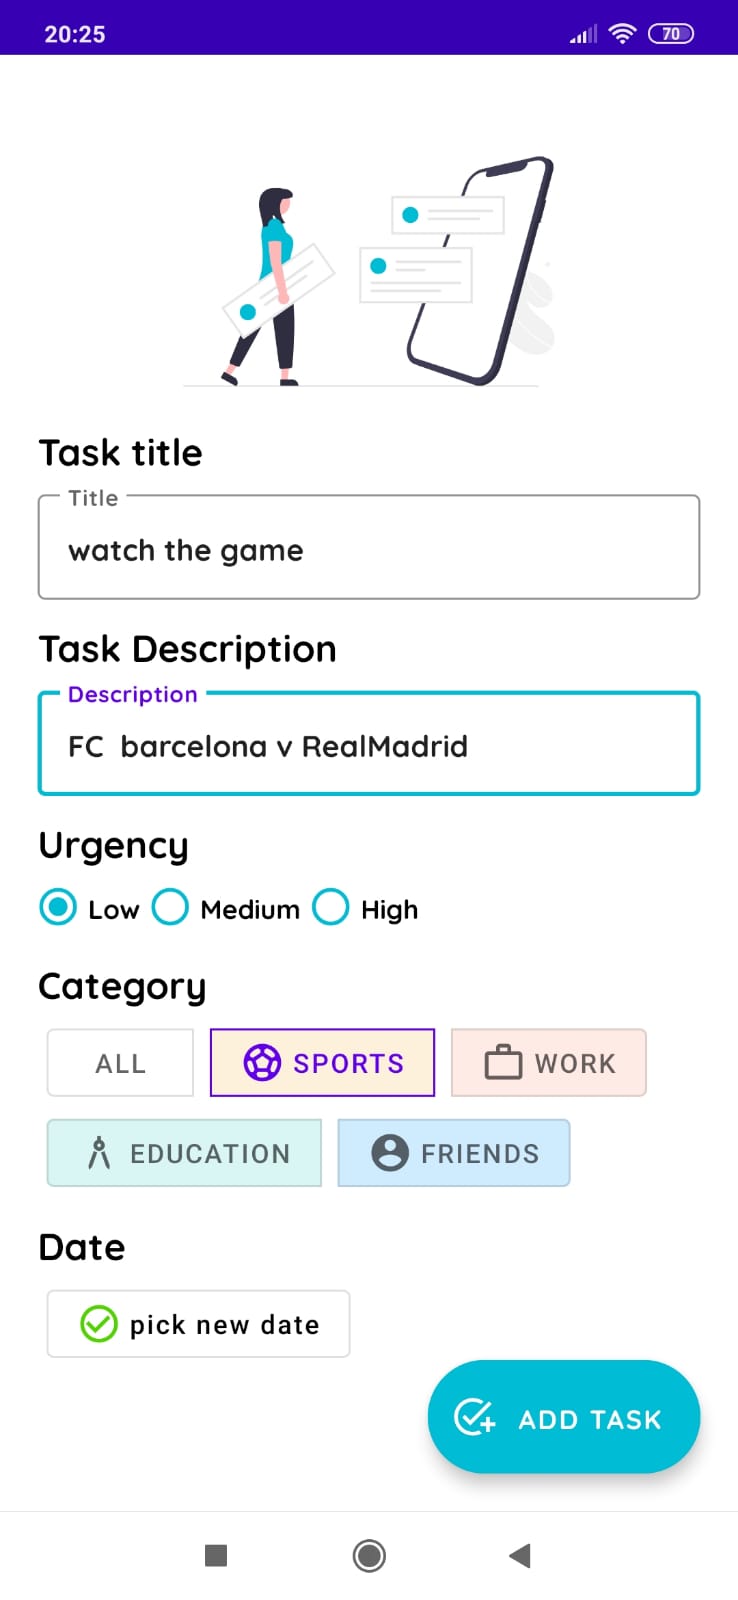 20:25 70
Task title
Title
watch the game
Task Description
Description
FC  barcelona v RealMadrid
Urgency
Low Medium High
Category
ALL SPORTS WORK
EDUCATION FRIENDS
Date
pick new date
ADD TASK